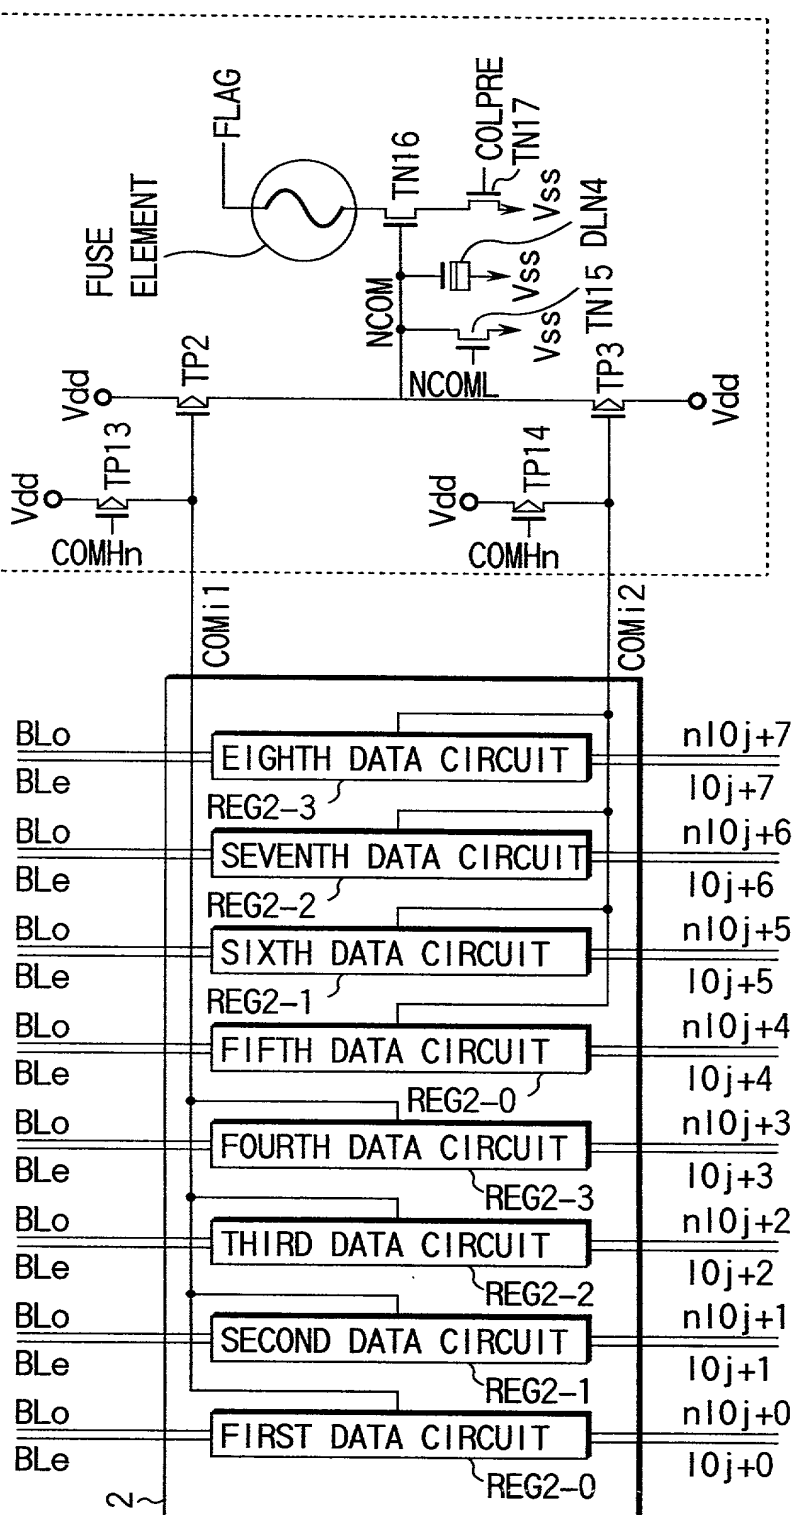 FLAG
FUSE
ELEMENT
TN16
COLPRE
TN17
Vss
DLN4
Vss
TN15
Vss
NCOM
NCOML
Vdd
TP2
TP3
Vdd
Vdd
TP13
COMHn
Vdd
TP14
COMHn
COMi1
COMi2
BLo
BLe
EIGHTH DATA CIRCUIT
REG2-3
nIOj+7
IOj+7
BLo
BLe
SEVENTH DATA CIRCUIT
REG2-2
nIOj+6
IOj+6
BLo
BLe
SIXTH DATA CIRCUIT
REG2-1
nIOj+5
IOj+5
BLo
BLe
FIFTH DATA CIRCUIT
REG2-0
nIOj+4
IOj+4
BLo
BLe
FOURTH DATA CIRCUIT
REG2-3
nIOj+3
IOj+3
BLo
BLe
THIRD DATA CIRCUIT
REG2-2
nIOj+2
IOj+2
BLo
BLe
SECOND DATA CIRCUIT
REG2-1
nIOj+1
IOj+1
BLo
BLe
FIRST DATA CIRCUIT
REG2-0
nIOj+0
IOj+0
2